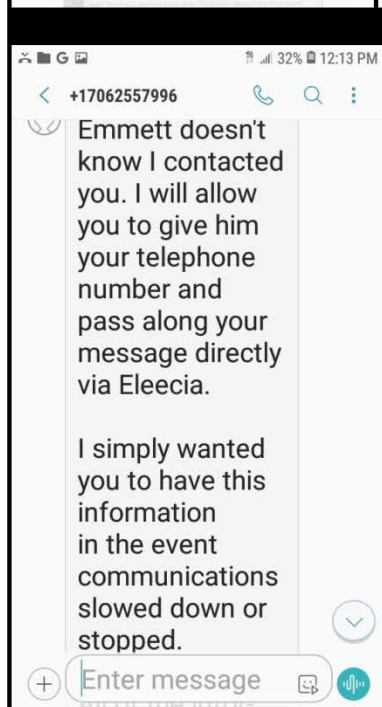 G 32% 12:13 PM
+17062557996
Emmett doesn't
know I contacted
you. I will allow
you to give him
your telephone
number and
pass along your
message directly
via Eleecia.
I simply wanted
you to have this
information
in the event
communications
slowed down or
stopped.
Enter message